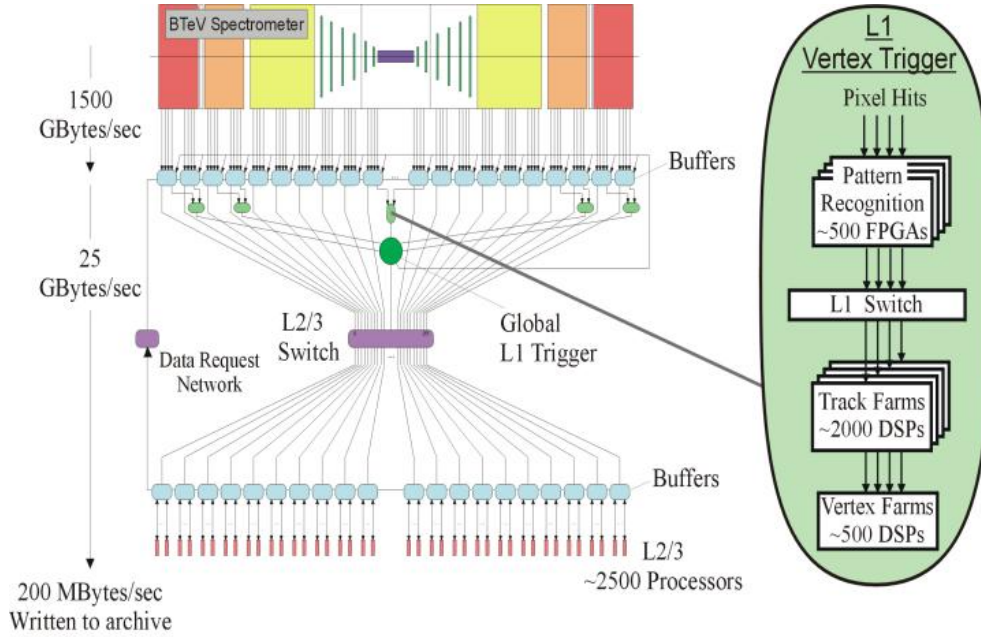 BTeV Spectrometer
1500
GBytes/sec
Buffers
25
GBytes/sec
L2/3
Switch
Global
L1 Trigger
Data Request
Network
Buffers
L2/3
~2500 Processors
200 MBytes/sec
Written to archive
L1
Vertex Trigger
Pixel Hits
Pattern
Recognition
~500 FPGAs
L1 Switch
Track Farms
~2000 DSPs
Vertex Farms
~500 DSPs